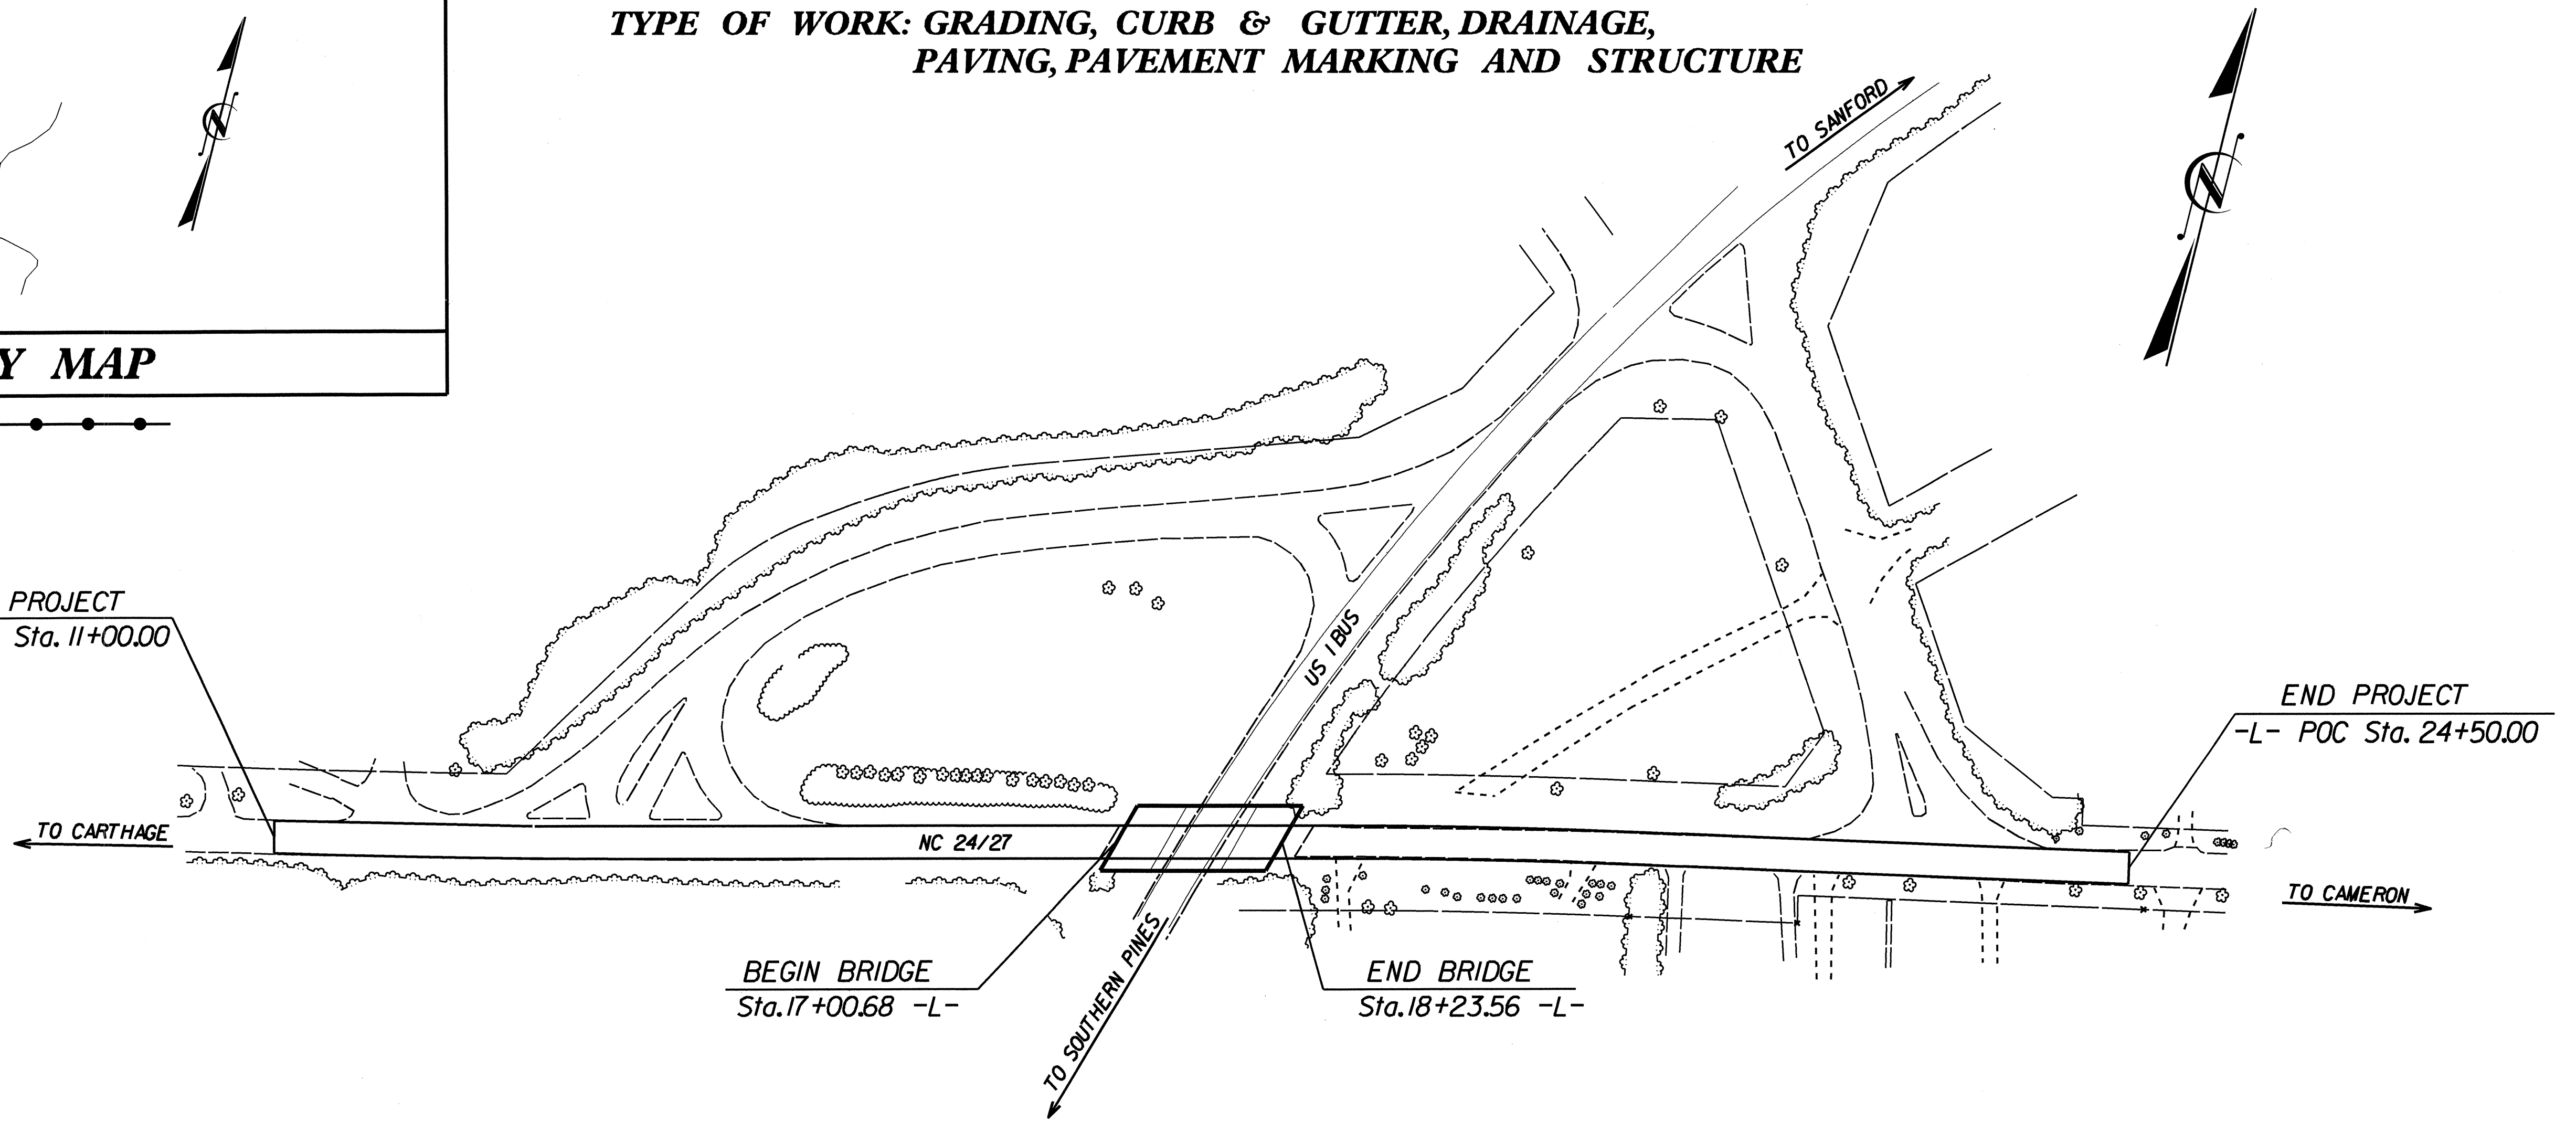 TYPE OF WORK: GRADING, CURB & GUTTER, DRAINAGE,
PAVING, PAVEMENT MARKING AND STRUCTURE
N
N
TO SANFORD
Y MAP
PROJECT
Sta. 11+00.00
US 1 BUS
END PROJECT
-L- POC Sta. 24+50.00
TO CARTHAGE
NC 24/27
TO CAMERON
BEGIN BRIDGE
Sta.17+00.68 -L-
TO SOUTHERN PINES
END BRIDGE
Sta.18+23.56 -L-